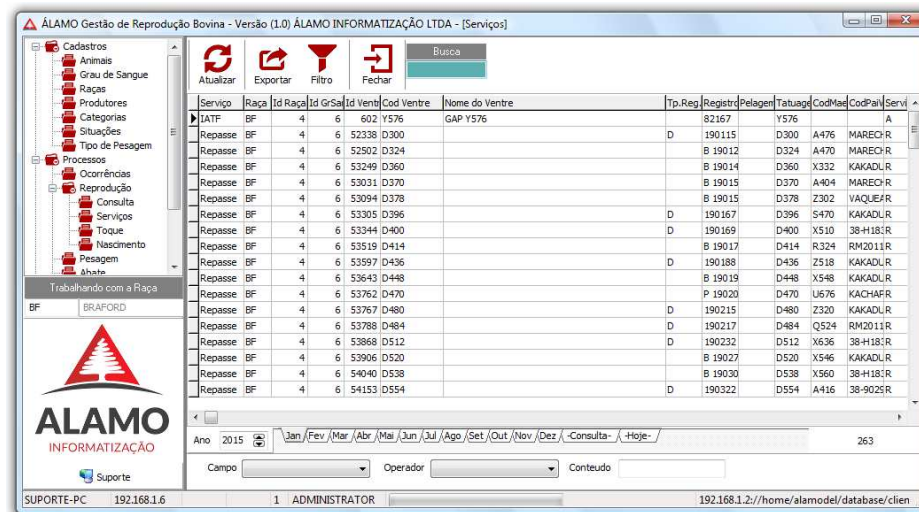 ÁLAMO Gestão de Reprodução Bovina - Versão (1.0) ÁLAMO INFORMATIZAÇÃO LTDA - [Serviços]
Cadastros
Animais
Grau de Sangue
Raças
Produtores
Categorias
Situações
Tipo de Pesagem
Processos
Ocorrências
Reprodução
Consulta
Serviços
Toque
Nascimento
Pesagem
Abate
Trabalhando com a Raça
BF BRAFORD
ALAMO
INFORMATIZAÇÃO
Suporte
Atualizar Exportar Filtro Fechar Busca
Serviço Raça Id Raça Id GrSa Id Ventr Cod Ventre Nome do Ventre Tp.Reg. Registro Pelagem Tatuage CodMae CodPai Servi
IATF BF 4 6 602 Y576 GAP Y576 82167 Y576 A
Repasse BF 4 6 52338 D300 D 190115 D300 A476 MARECH R
Repasse BF 4 6 52502 D324 B 19012 D324 A470 MARECH R
Repasse BF 4 6 53249 D360 B 19014 D360 X332 KAKADU R
Repasse BF 4 6 53031 D370 B 19015 D370 A404 MARECH R
Repasse BF 4 6 53094 D378 B 19015 D378 Z302 VAQUEA R
Repasse BF 4 6 53305 D396 D 190167 D396 S470 KAKADU R
Repasse BF 4 6 53344 D400 D 190169 D400 X510 38-H183 R
Repasse BF 4 6 53519 D414 B 19017 D414 R324 RM2011 R
Repasse BF 4 6 53597 D436 D 190188 D436 Z518 KAKADU R
Repasse BF 4 6 53643 D448 B 19019 D448 X548 KAKADU R
Repasse BF 4 6 53762 D470 P 19020 D470 U676 KACHAP R
Repasse BF 4 6 53767 D480 D 190215 D480 Z320 KAKADU R
Repasse BF 4 6 53788 D484 D 190217 D484 Q524 RM2011 R
Repasse BF 4 6 53868 D512 D 190232 D512 X636 38-H183 R
Repasse BF 4 6 53906 D520 B 19027 D520 X546 KAKADU R
Repasse BF 4 6 54040 D538 B 19030 D538 X560 38-H183 R
Repasse BF 4 6 54153 D554 D 190322 D554 A416 38-9029 R
Ano 2015 Jan Fev Mar Abr Mai Jun Jul Ago Set Out Nov Dez -Consulta- -Hoje- 263
Campo Operador Conteudo
SUPORTE-PC 192.168.1.6 1 ADMINISTRATOR 192.168.1.2://home/alamodel/database/clien